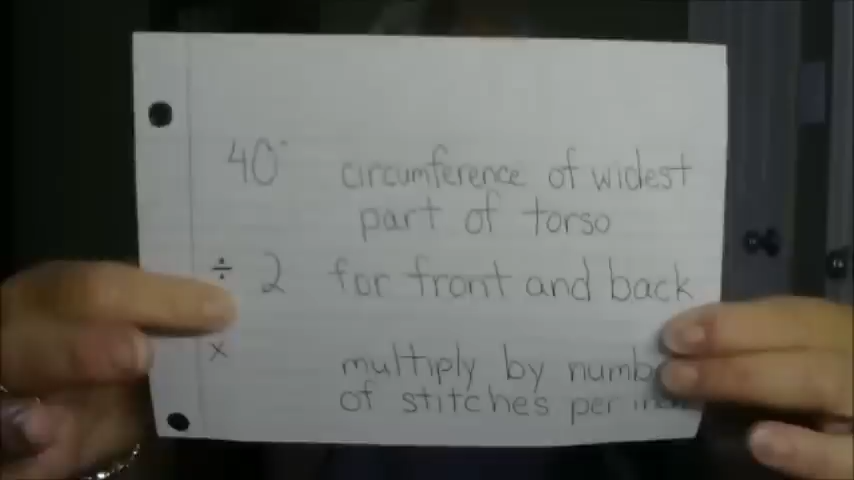 40" circumference of widest
part of torso
÷ 2 for front and back
x multiply by
of stitches per